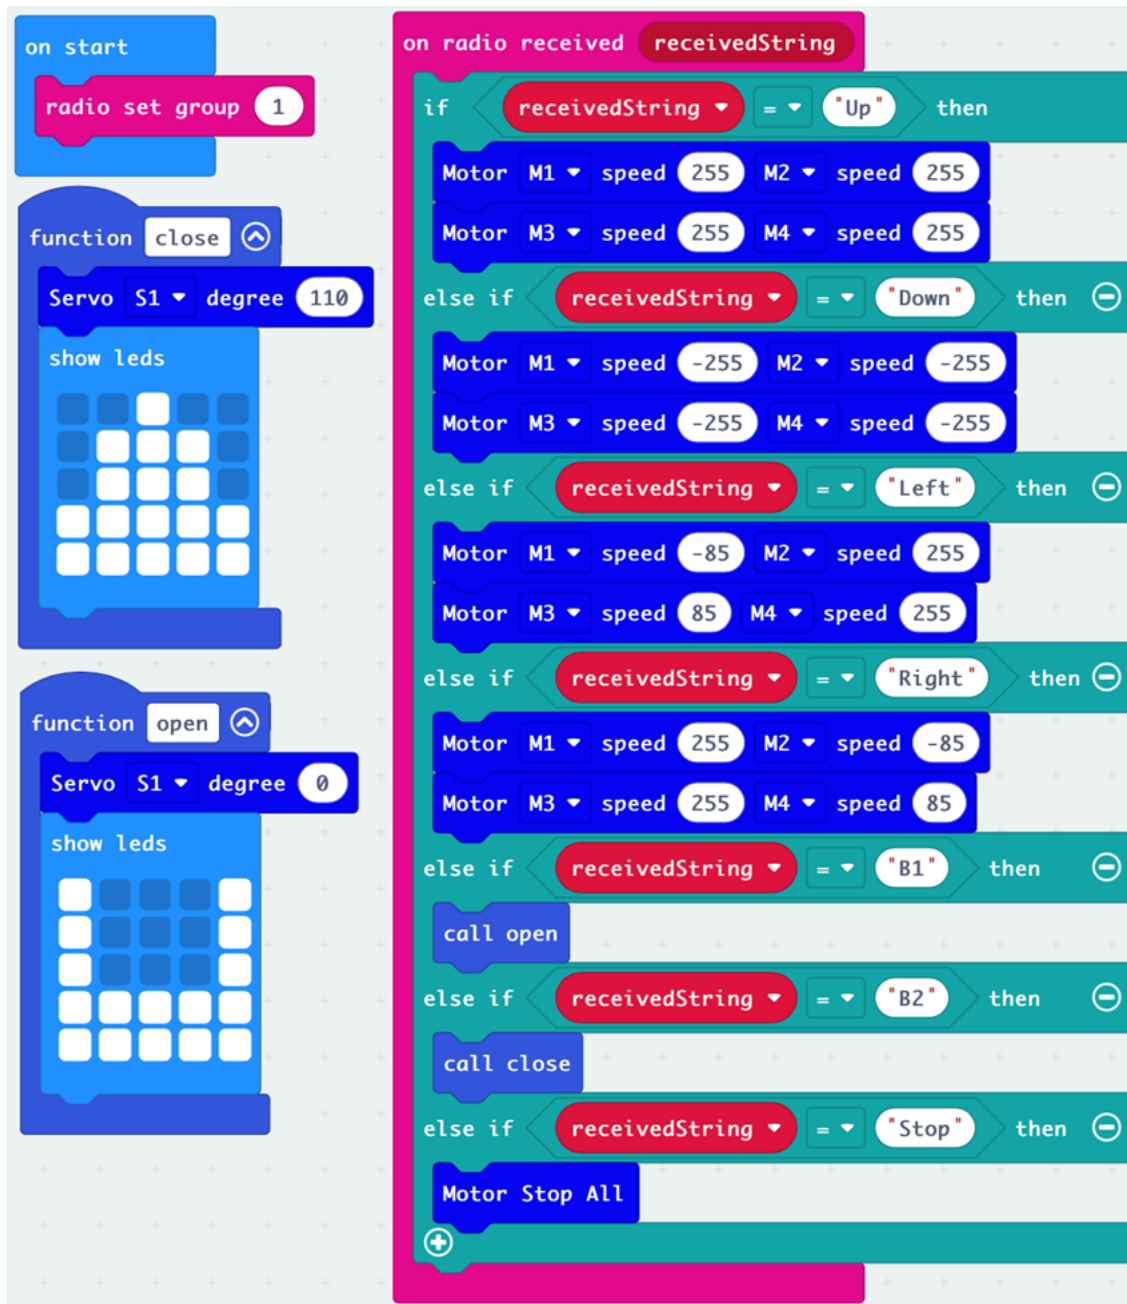 on start
radio set group 1
function close
Servo S1 degree 110
show leds
function open
Servo S1 degree 0
show leds
on radio received receivedString
if receivedString = "Up" then
Motor M1 speed 255 M2 speed 255
Motor M3 speed 255 M4 speed 255
else if receivedString = "Down" then
Motor M1 speed -255 M2 speed -255
Motor M3 speed -255 M4 speed -255
else if receivedString = "Left" then
Motor M1 speed -85 M2 speed 255
Motor M3 speed 85 M4 speed 255
else if receivedString = "Right" then
Motor M1 speed 255 M2 speed -85
Motor M3 speed 255 M4 speed 85
else if receivedString = "B1" then
call open
else if receivedString = "B2" then
call close
else if receivedString = "Stop" then
Motor Stop All